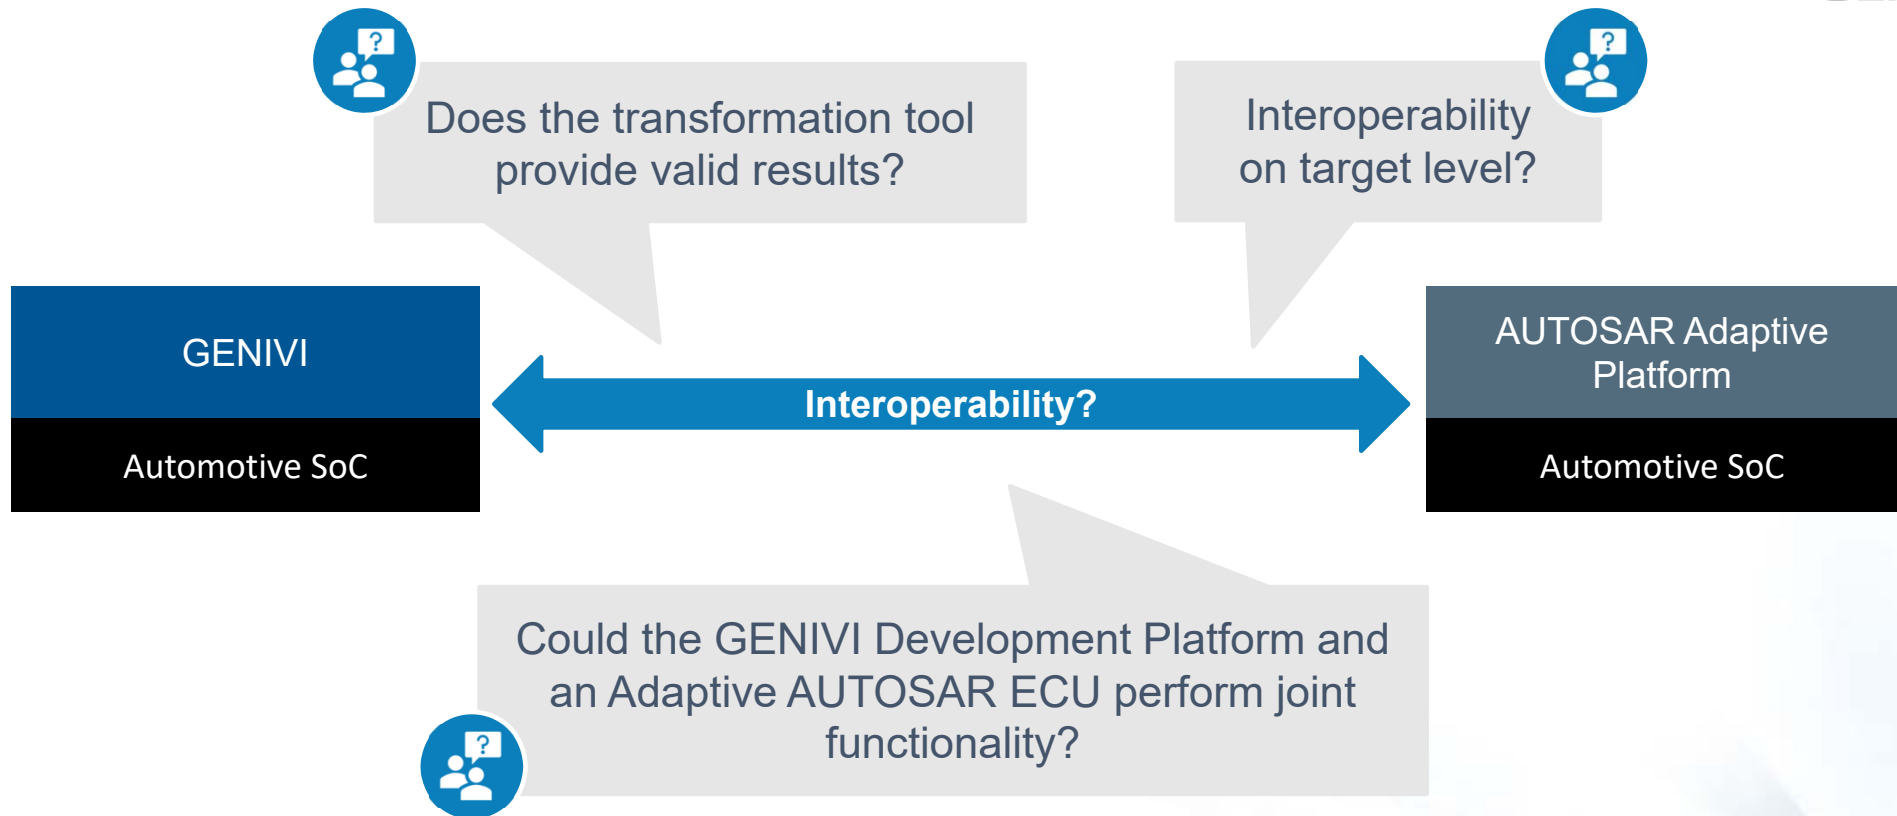 Does the transformation tool
provide valid results?
Interoperability
on target level?
GENIVI
Automotive SoC
Interoperability?
AUTOSAR Adaptive
Platform
Automotive SoC
Could the GENIVI Development Platform and
an Adaptive AUTOSAR ECU perform joint
functionality?
?
?
?